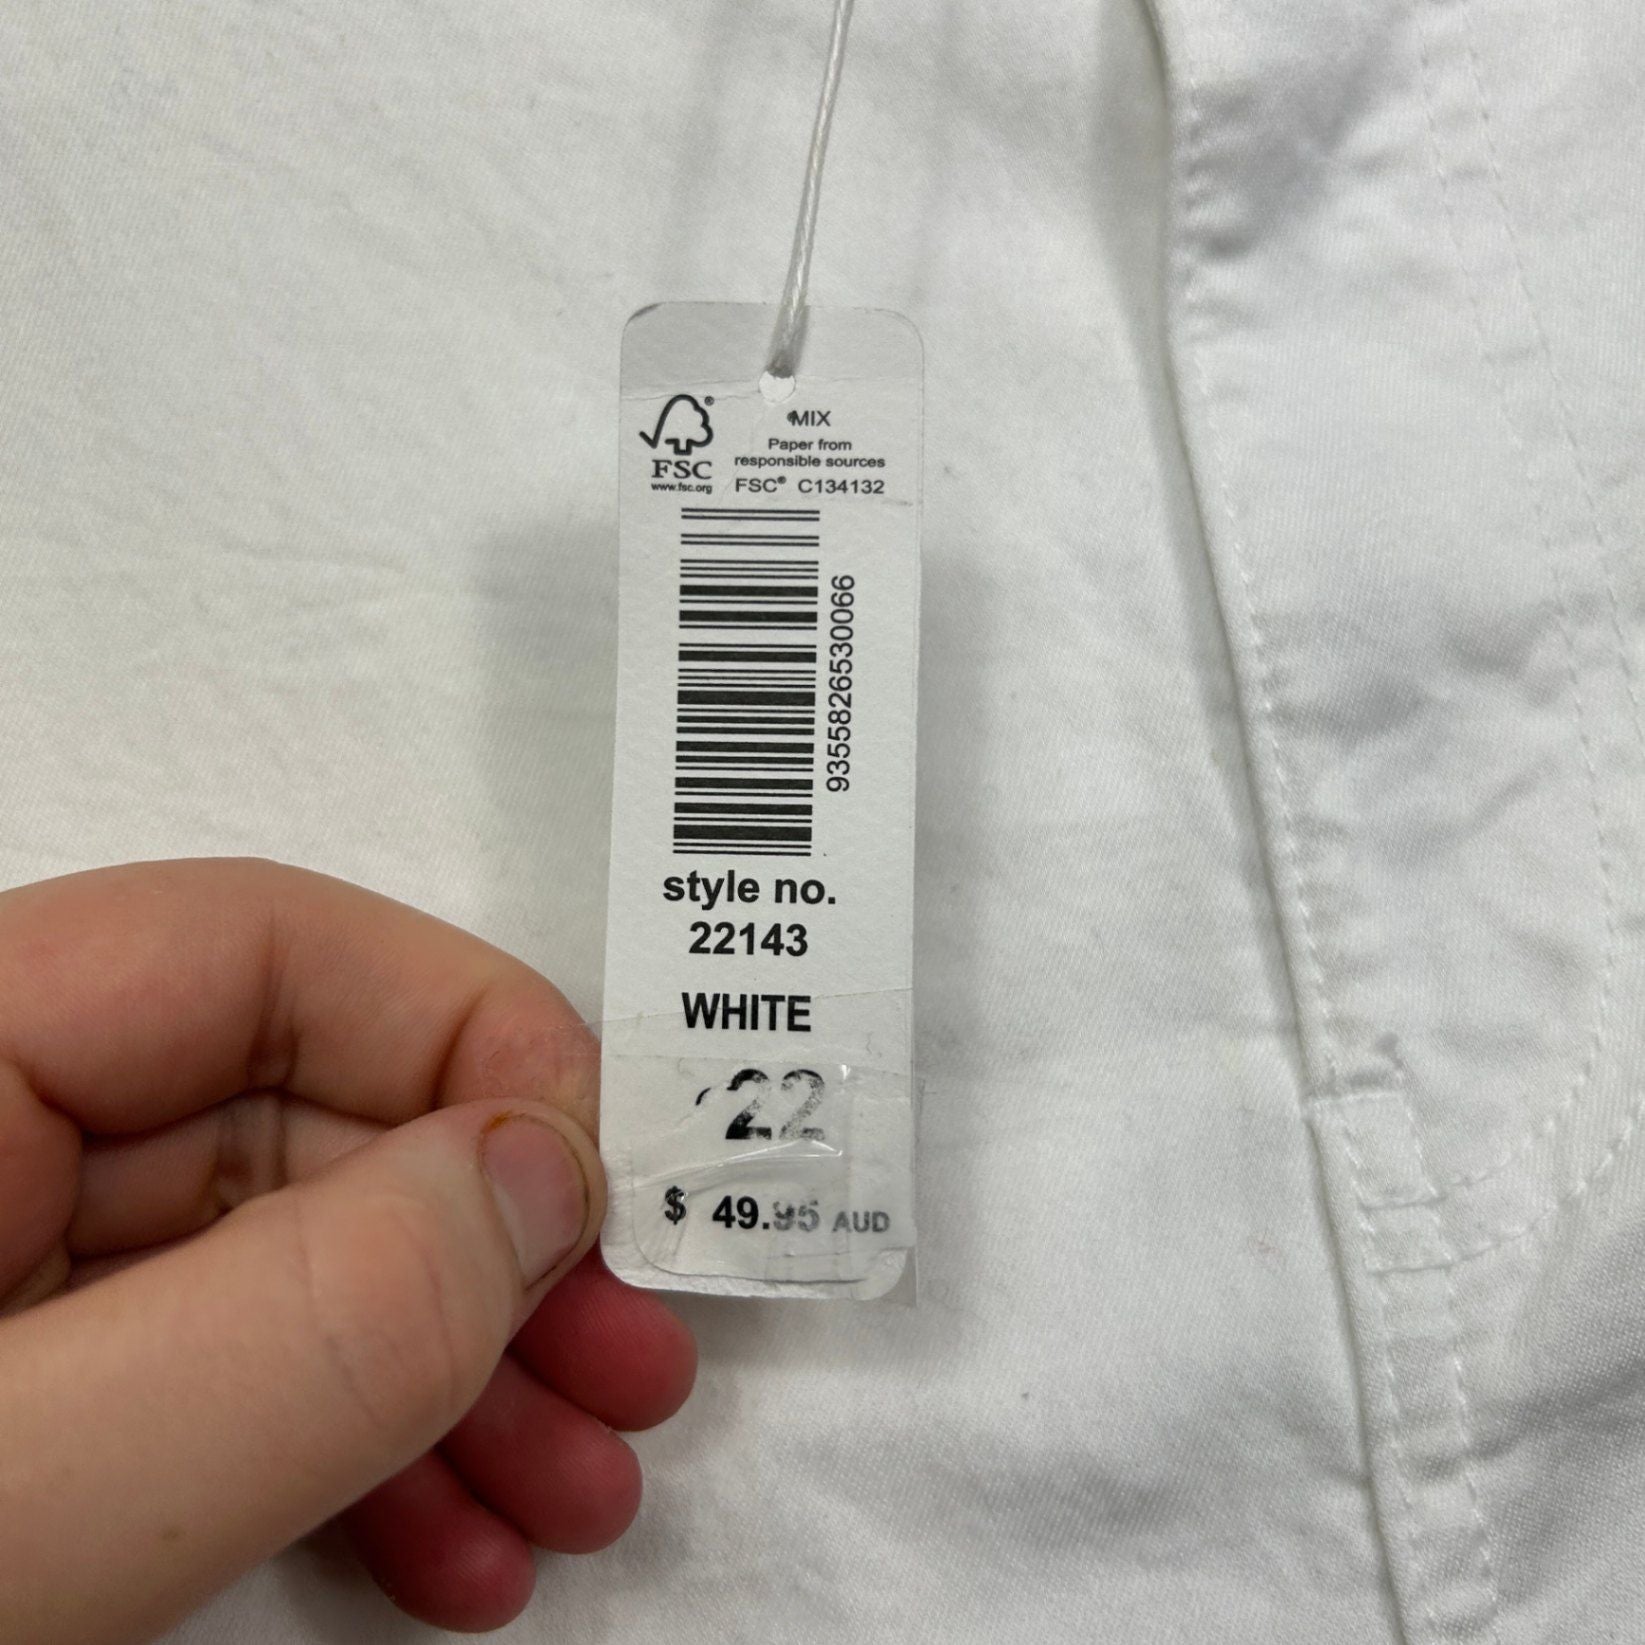 FSC®
www.fsc.org
MIX
Paper from
responsible sources
FSC® C134132
9355826530066
style no.
22143
WHITE
22
$ 49.95 AUD